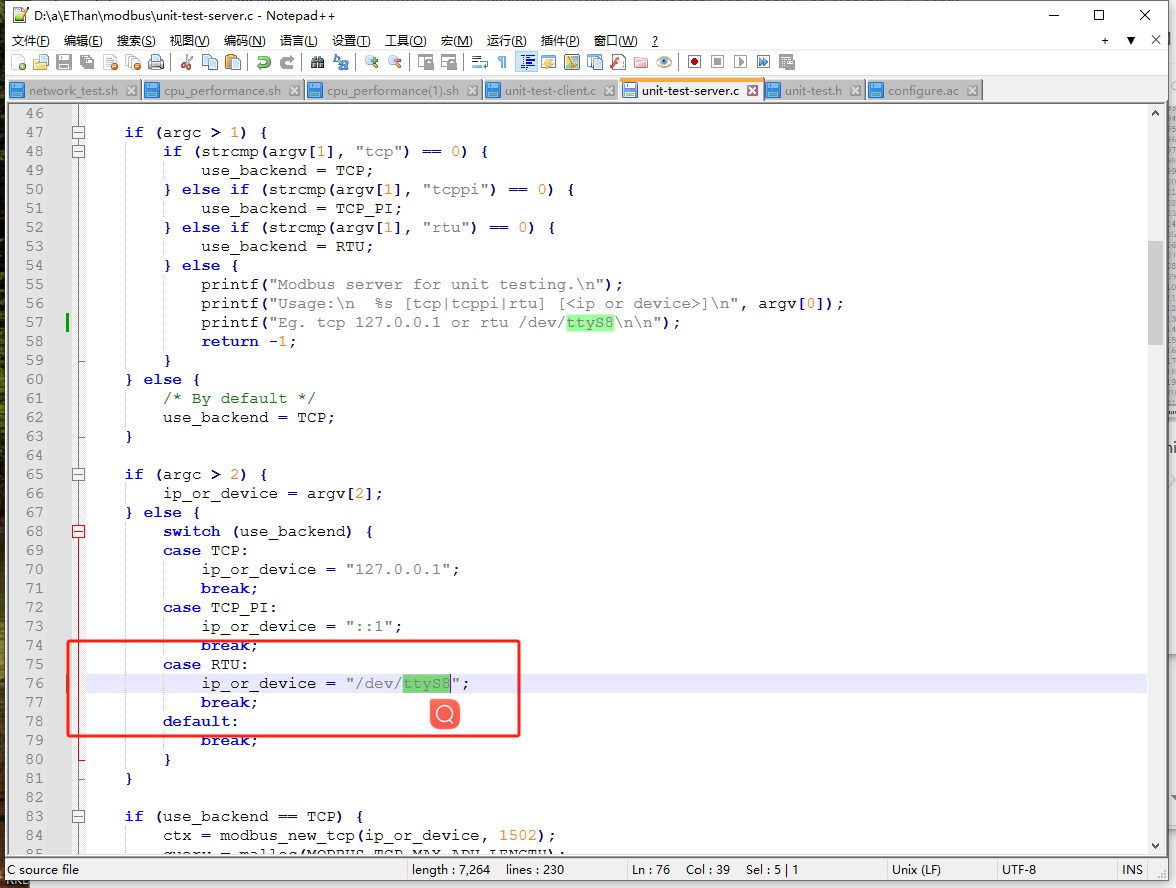 D:\a\EThan\modbus\unit-test-server.c - Notepad++
文件(F) 编辑(E) 搜索(S) 视图(V) 编码(N) 语言(L) 设置(T) 工具(O) 宏(M) 运行(R) 插件(P) 窗口(W) ? + ▼ X
network_test.sh cpu_performance.sh cpu_performance(1).sh unit-test-client.c unit-test-server.c unit-test.h configure.ac
46
47 if (argc > 1) {
48 if (strcmp(argv[1], "tcp") == 0) {
49 use_backend = TCP;
50 } else if (strcmp(argv[1], "tcppi") == 0) {
51 use_backend = TCP_PI;
52 } else if (strcmp(argv[1], "rtu") == 0) {
53 use_backend = RTU;
54 } else {
55 printf("Modbus server for unit testing.\n");
56 printf("Usage:\n  %s [tcp|tcppi|rtu] [<ip or device>]\n", argv[0]);
57 printf("Eg. tcp 127.0.0.1 or rtu /dev/ttyS8\n\n");
58 return -1;
59 }
60 } else {
61 /* By default */
62 use_backend = TCP;
63 }
64
65 if (argc > 2) {
66 ip_or_device = argv[2];
67 } else {
68 switch (use_backend) {
69 case TCP:
70 ip_or_device = "127.0.0.1";
71 break;
72 case TCP_PI:
73 ip_or_device = "::1";
74 break;
75 case RTU:
76 ip_or_device = "/dev/ttyS8";
77 break;
78 default:
79 break;
80 }
81 }
82
83 if (use_backend == TCP) {
84 ctx = modbus_new_tcp(ip_or_device, 1502);
85 query = malloc(MODBUS_TCP_MAX_ADU_LENGTH);
C source file length : 7,264 lines : 230 Ln : 76 Col : 39 Sel : 5 | 1 Unix (LF) UTF-8 INS